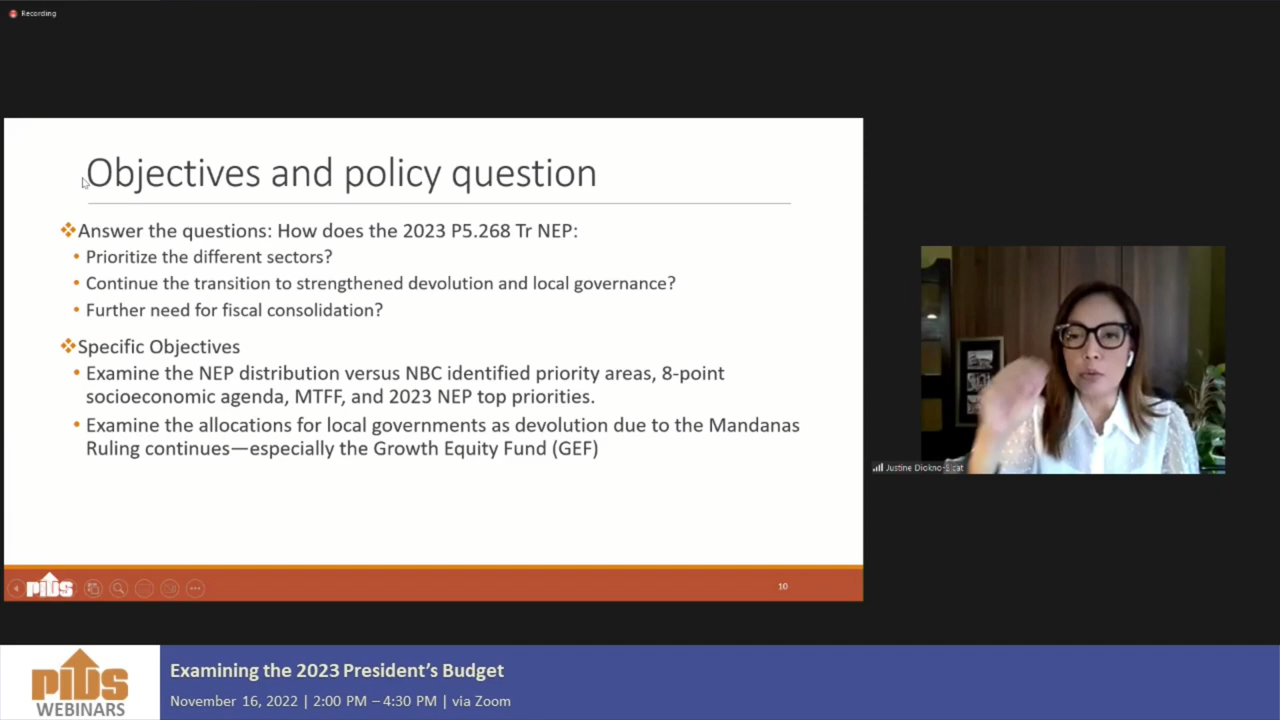 Recording
Objectives and policy question
❖Answer the questions: How does the 2023 P5.268 Tr NEP:
• Prioritize the different sectors?
• Continue the transition to strengthened devolution and local governance?
• Further need for fiscal consolidation?
❖Specific Objectives
• Examine the NEP distribution versus NBC identified priority areas, 8-point
socioeconomic agenda, MTFF, and 2023 NEP top priorities.
• Examine the allocations for local governments as devolution due to the Mandanas
Ruling continues—especially the Growth Equity Fund (GEF)
Justine Diokno-Sicat
PIDS
10
PIDS
WEBINARS
Examining the 2023 President’s Budget
November 16, 2022 | 2:00 PM – 4:30 PM | via Zoom